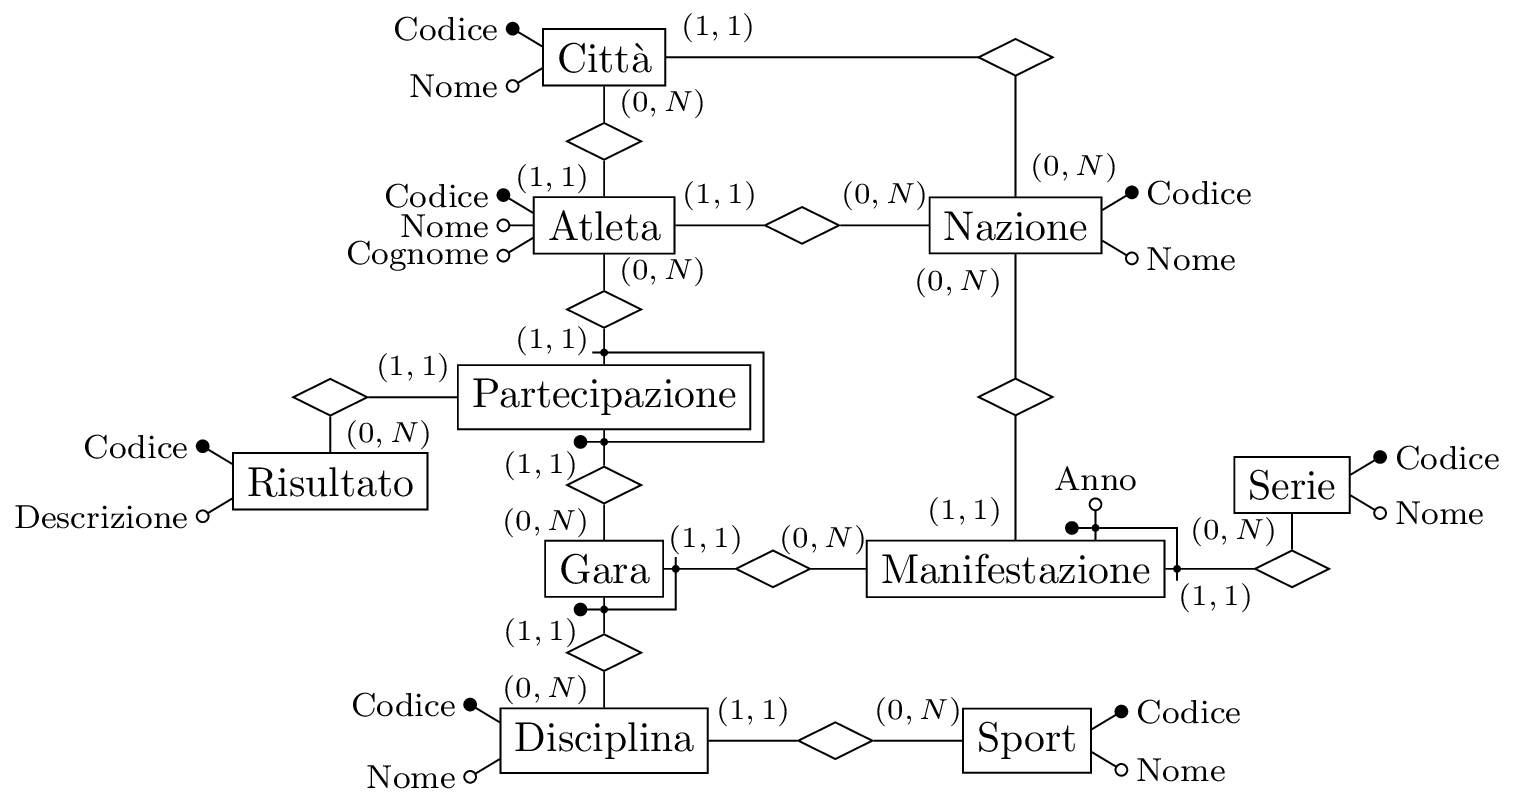 Codice
(1, 1)
Città
Nome
(0, N)
(0, N)
Codice
(1, 1)
(1, 1)
(0, N)
Codice
Nome
Atleta
Nazione
Cognome
Nome
(0, N)
(0, N)
(1, 1)
(1, 1)
Partecipazione
(0, N)
Codice
Risultato
Descrizione
(1, 1)
(0, N)
Codice
Anno
Serie
Nome
(1, 1)
(0, N)
(1, 1)
(0, N)
Gara
Manifestazione
(1, 1)
(1, 1)
(0, N)
Codice
(1, 1)
(0, N)
Codice
Disciplina
Sport
Nome
Nome